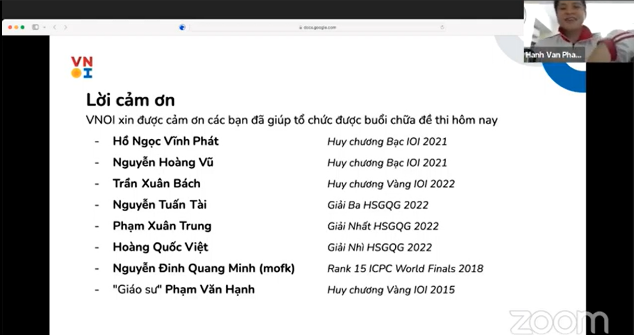 docs.google.com
Hanh Van Pha...
VN
OI
Lời cảm ơn
VNOI xin được cảm ơn các bạn đã giúp tổ chức được buổi chữa đề thi hôm nay
- Hồ Ngọc Vĩnh Phát Huy chương Bạc IOI 2021
- Nguyễn Hoàng Vũ Huy chương Bạc IOI 2021
- Trần Xuân Bách Huy chương Vàng IOI 2022
- Nguyễn Tuấn Tài Giải Ba HSGQG 2022
- Phạm Xuân Trung Giải Nhất HSGQG 2022
- Hoàng Quốc Việt Giải Nhì HSGQG 2022
- Nguyễn Đinh Quang Minh (mofk) Rank 15 ICPC World Finals 2018
- "Giáo sư" Phạm Văn Hạnh Huy chương Vàng IOI 2015
zoom